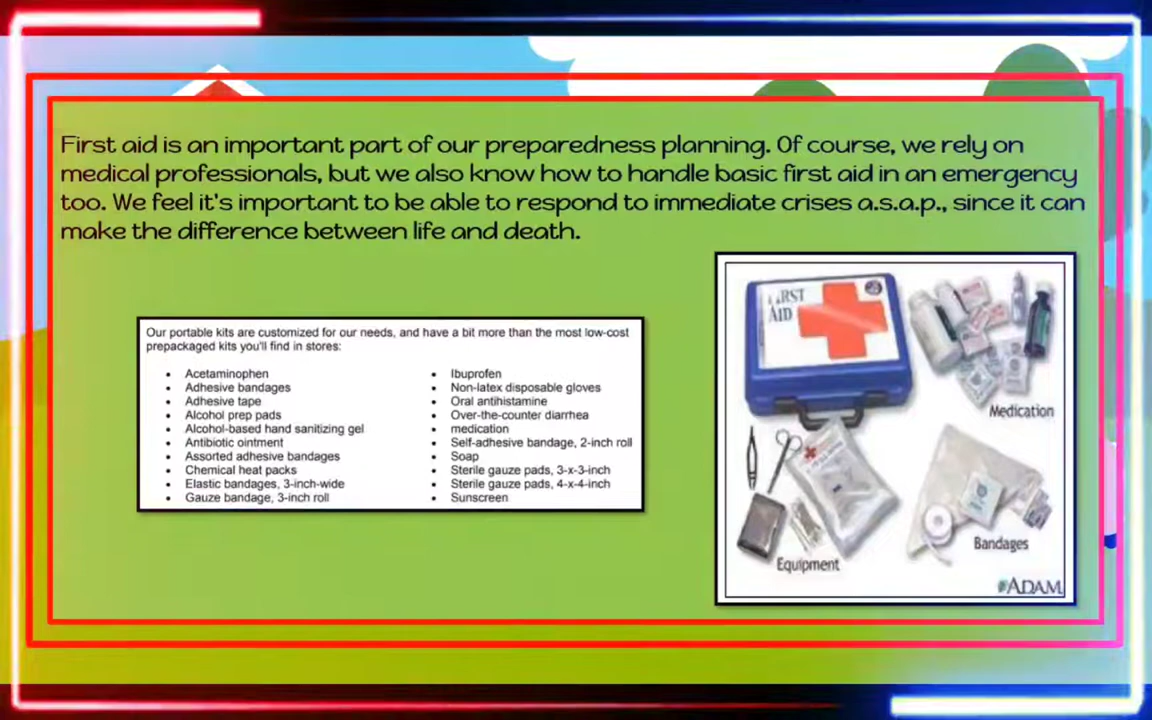 First aid is an important part of our preparedness planning. Of course, we rely on
medical professionals, but we also know how to handle basic first aid in an emergency
too. We feel it's important to be able to respond to immediate crises a.s.a.p., since it can
make the difference between life and death.
Our portable kits are customized for our needs, and have a bit more than the most low-cost
prepackaged kits you'll find in stores:
• Acetaminophen
• Adhesive bandages
• Adhesive tape
• Alcohol prep pads
• Alcohol-based hand sanitizing gel
• Antibiotic ointment
• Assorted adhesive bandages
• Chemical heat packs
• Elastic bandages, 3-inch-wide
• Gauze bandage, 3-inch roll
• Ibuprofen
• Non-latex disposable gloves
• Oral antihistamine
• Over-the-counter diarrhea
• medication
• Self-adhesive bandage, 2-inch roll
• Soap
• Sterile gauze pads, 3-x-3-inch
• Sterile gauze pads, 4-x-4-inch
• Sunscreen
FIRST
AID
Medication
Equipment
Bandages
ADAM